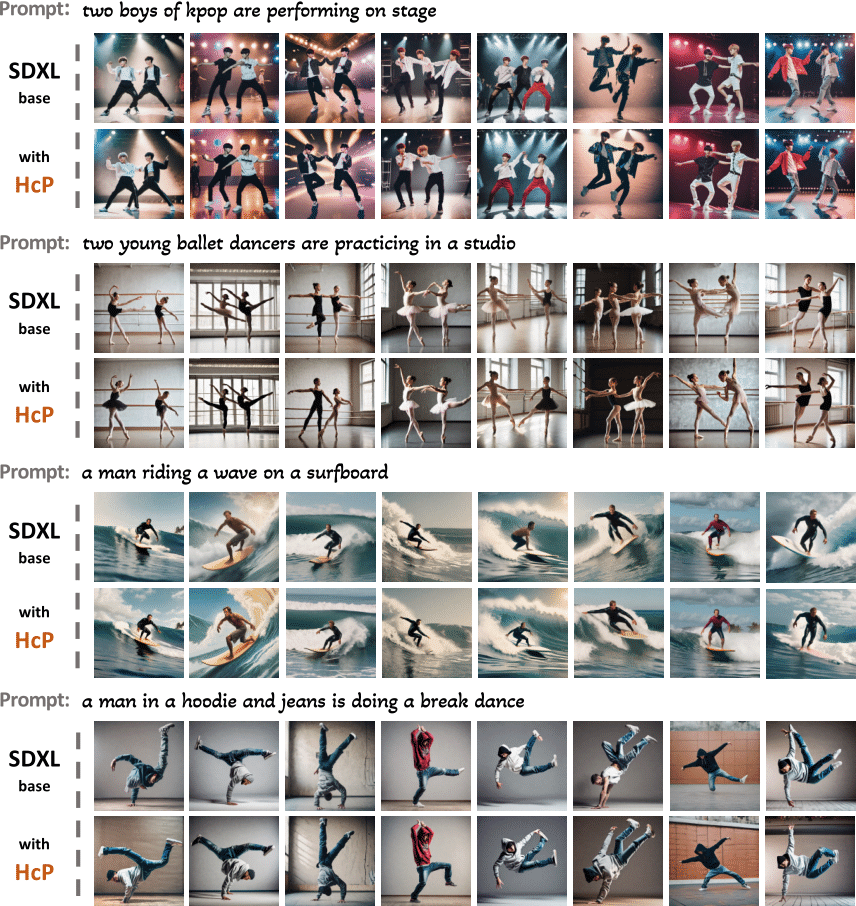 Prompt: two boys of kpop are performing on stage
SDXL
base
with
HcP
Prompt: two young ballet dancers are practicing in a studio
SDXL
base
with
HcP
Prompt: a man riding a wave on a surfboard
SDXL
base
with
HcP
Prompt: a man in a hoodie and jeans is doing a break dance
SDXL
base
with
HcP